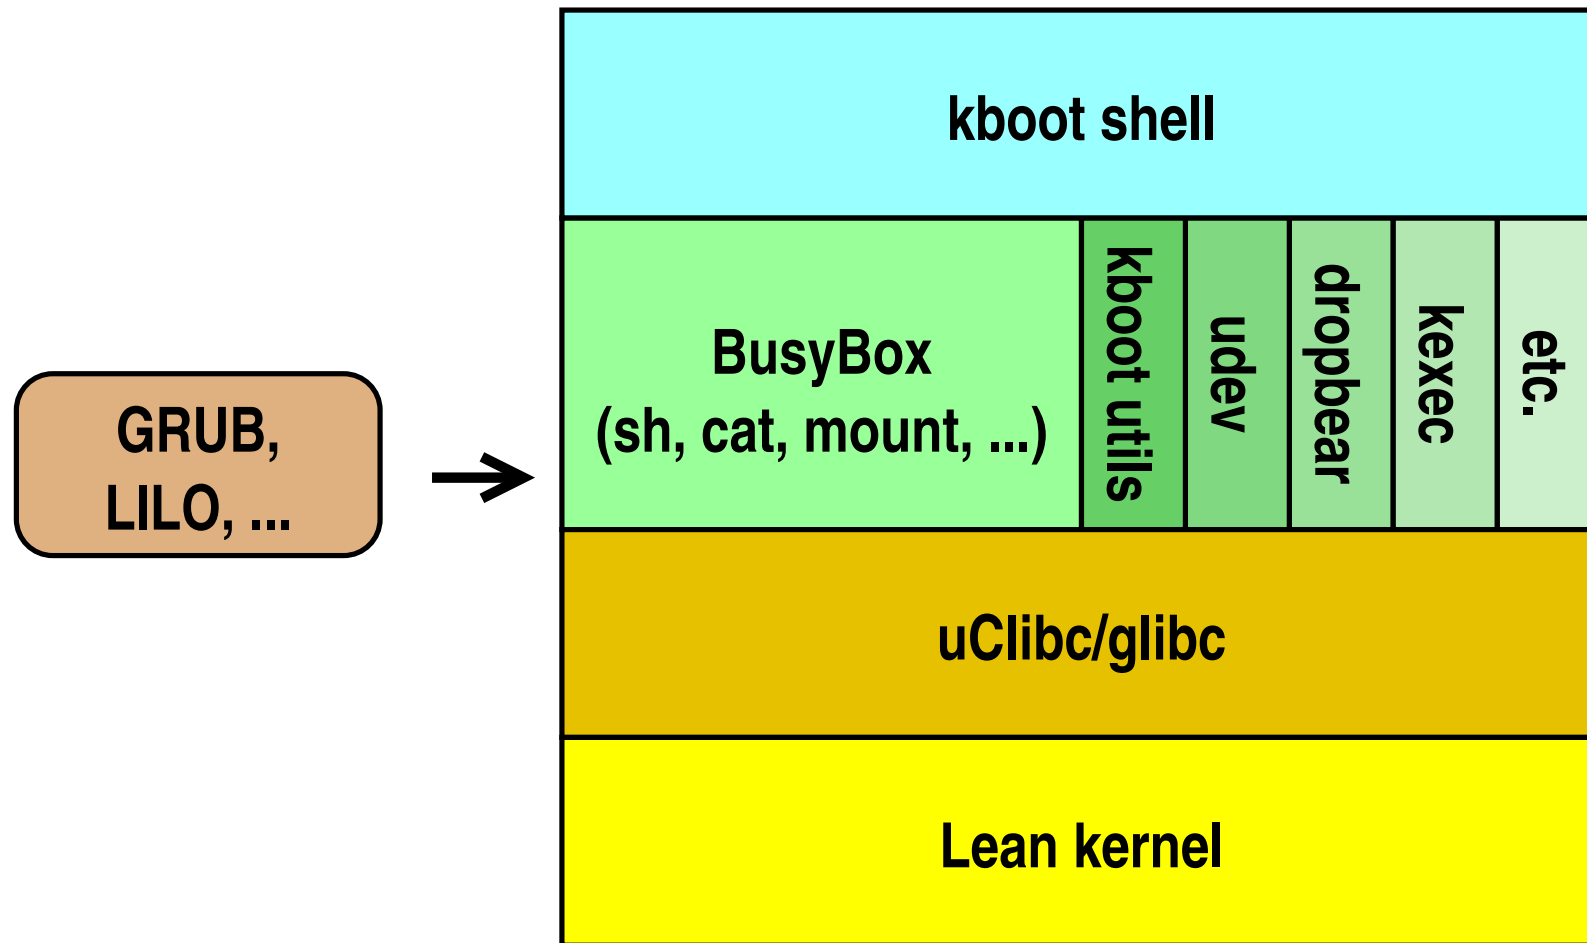 kboot shell
GRUB,
LILO, ...
BusyBox
(sh, cat, mount, ...)
kboot utils
udev
dropbear
kexec
etc.
uClibc/glibc
Lean kernel